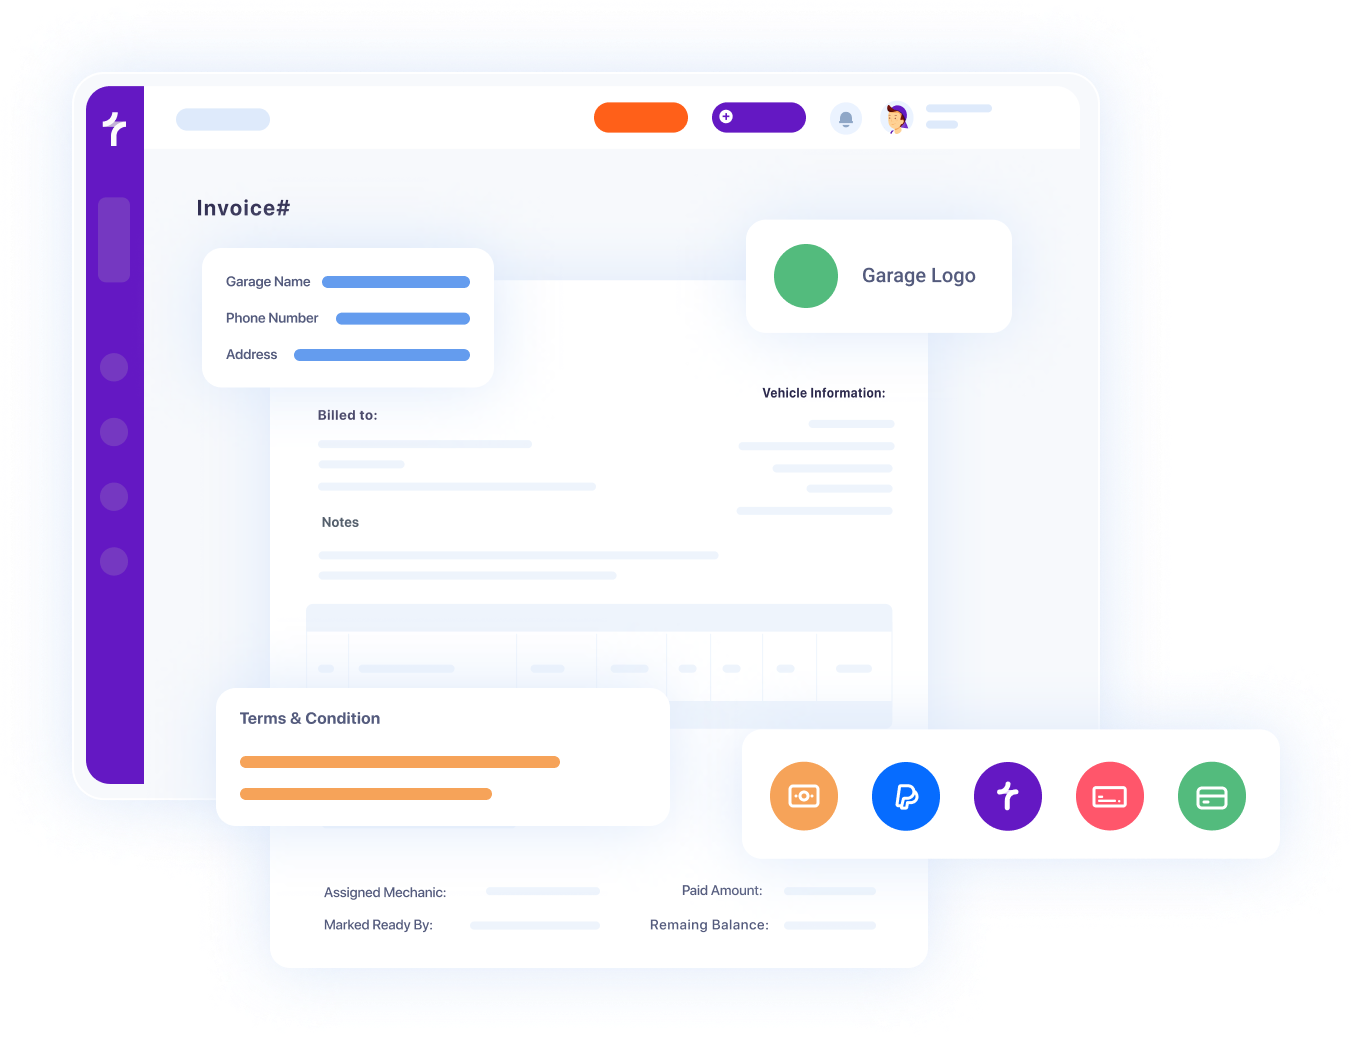 Invoice#
Garage Name
Phone Number
Address
Garage Logo
Vehicle Information:
Billed to:
Notes
Terms & Condition
Assigned Mechanic:
Paid Amount:
Marked Ready By:
Remaing Balance: